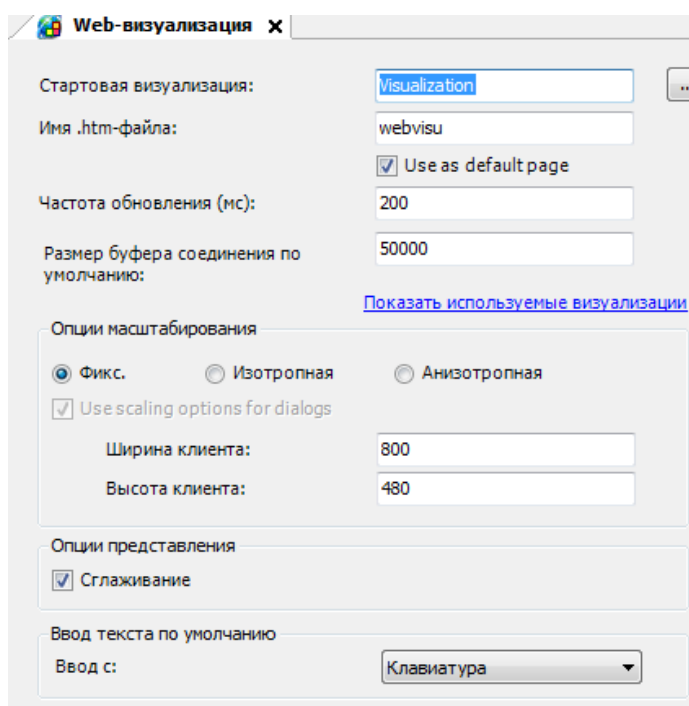 Web-визуализация
Стартовая визуализация: Visualization ...
Имя .htm-файла: webvisu
Use as default page
Частота обновления (мс): 200
Размер буфера соединения по 50000
умолчанию:
Показать используемые визуализации
Опции масштабирования
Фикс. Изотропная Анизотропная
Use scaling options for dialogs
Ширина клиента: 800
Высота клиента: 480
Опции представления
Сглаживание
Ввод текста по умолчанию
Ввод с: Клавиатура